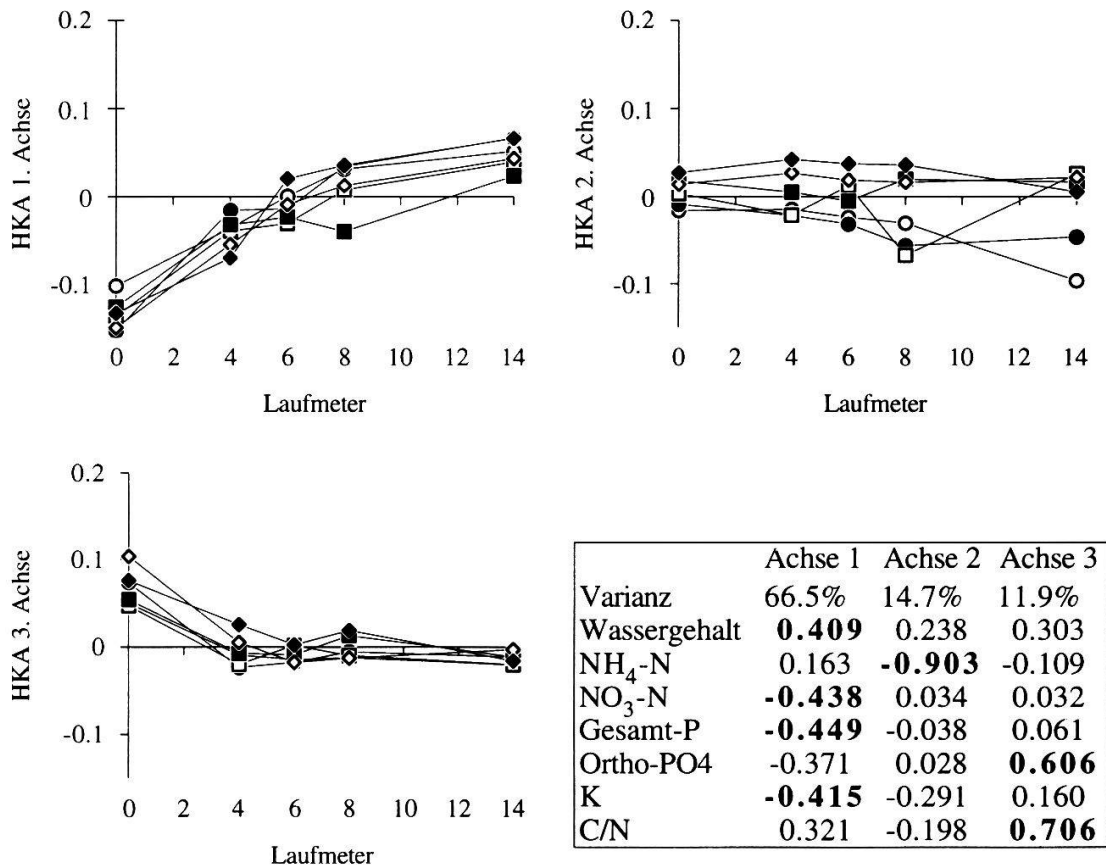 0.2
0.1
0
-0.1
HKA 1. Achse
0 2 4 6 8 10 12 14
Laufmeter
0.2
0.1
0
-0.1
HKA 2. Achse
0 2 4 6 8 10 12 14
Laufmeter
0.2
0.1
0
-0.1
HKA 3. Achse
0 2 4 6 8 10 12 14
Laufmeter
Achse 1 Achse 2 Achse 3
Varianz 66.5% 14.7% 11.9%
Wassergehalt 0.409 0.238 0.303
NH4-N 0.163 -0.903 -0.109
NO3-N -0.438 0.034 0.032
Gesamt-P -0.449 -0.038 0.061
Ortho-PO4 -0.371 0.028 0.606
K -0.415 -0.291 0.160
C/N 0.321 -0.198 0.706